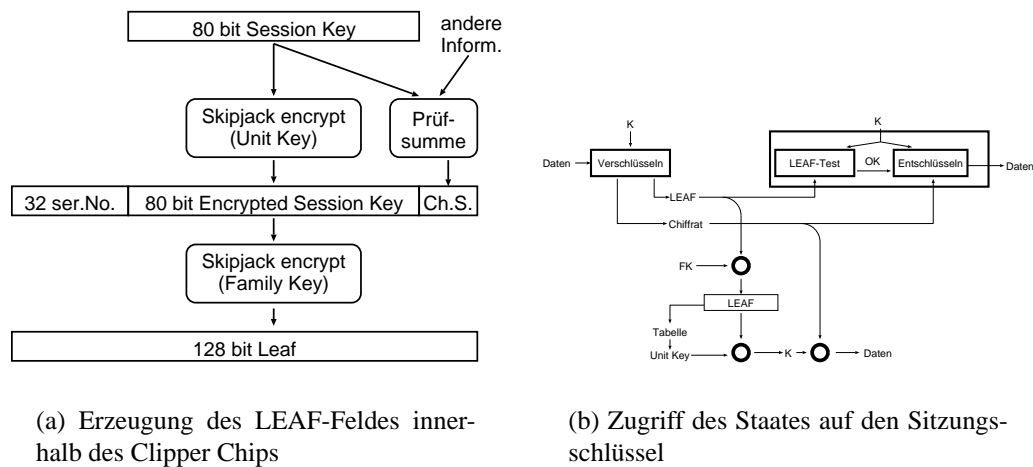 80 bit Session Key
andere
Inform.
Skipjack encrypt
(Unit Key)
Prüf-
summe
32 ser.No.
80 bit Encrypted Session Key
Ch.S.
Skipjack encrypt
(Family Key)
128 bit Leaf
(a) Erzeugung des LEAF-Feldes inner-
halb des Clipper Chips
K
Daten
Verschlüsseln
K
LEAF-Test
OK
Entschlüsseln
Daten
LEAF
Chiffrat
FK
LEAF
Tabelle
Unit Key
K
Daten
(b) Zugriff des Staates auf den Sitzungs-
schlüssel